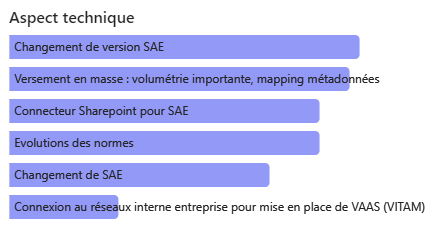 Aspect technique
Changement de version SAE
Versement en masse : volumétrie importante, mapping métadonnées
Connecteur Sharepoint pour SAE
Evolutions des normes
Changement de SAE
Connexion au réseaux interne entreprise pour mise en place de VAAS (VITAM)